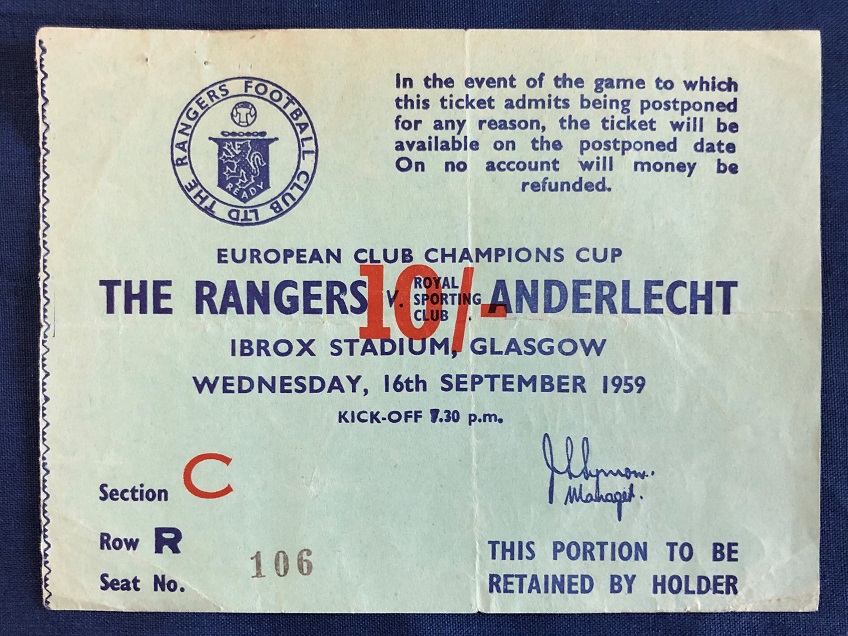 THE RANGERS FOOTBALL CLUB LTD
READY
In the event of the game to which
this ticket admits being postponed
for any reason, the ticket will be
available on the postponed date
On no account will money be
refunded.
EUROPEAN CLUB CHAMPIONS CUP
THE RANGERS v. ROYAL SPORTING CLUB . ANDERLECHT
10/-
IBROX STADIUM, GLASGOW
WEDNESDAY, 16th SEPTEMBER 1959
KICK-OFF 7.30 p.m.
Section C
Row R
Seat No. 106
Manager.
THIS PORTION TO BE
RETAINED BY HOLDER